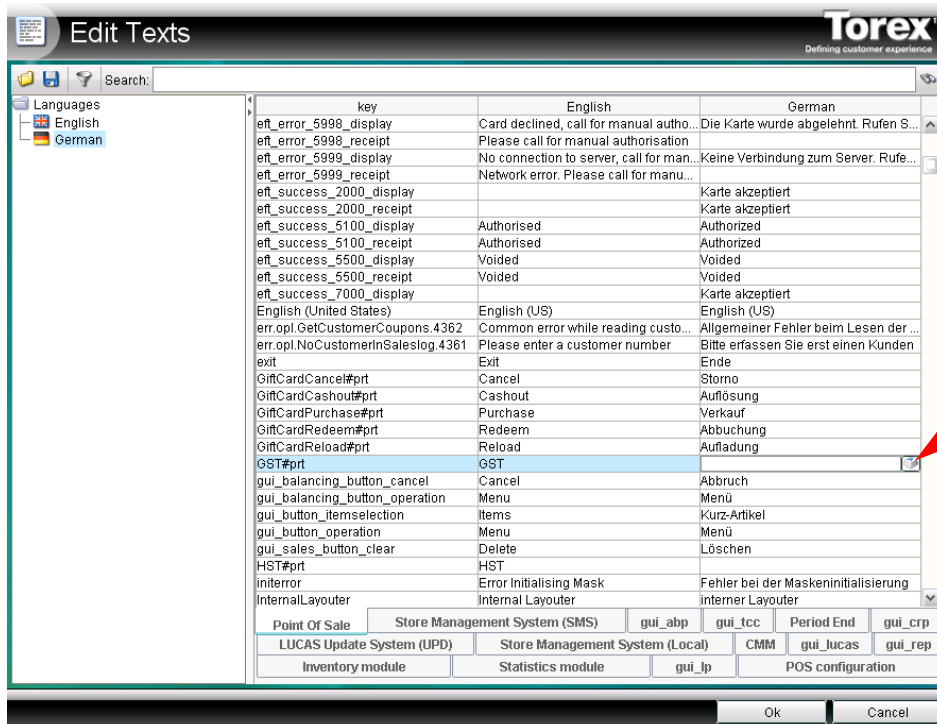 Edit Texts
Torex
Defining customer experience
Search:
Languages
English
German
key English German
eft_error_5998_display Card declined, call for manual autho... Die Karte wurde abgelehnt. Rufen S...
eft_error_5998_receipt Please call for manual authorisation
eft_error_5999_display No connection to server, call for man... Keine Verbindung zum Server. Rufe...
eft_error_5999_receipt Network error. Please call for manu...
eft_success_2000_display Karte akzeptiert
eft_success_2000_receipt Karte akzeptiert
eft_success_5100_display Authorised Authorized
eft_success_5100_receipt Authorised Authorized
eft_success_5500_display Voided Voided
eft_success_5500_receipt Voided Voided
eft_success_7000_display Karte akzeptiert
English (United States) English (US) English (US)
err.opl.GetCustomerCoupons.4362 Common error while reading custo... Allgemeiner Fehler beim Lesen der ...
err.opl.NoCustomerInSaleslog.4361 Please enter a customer number Bitte erfassen Sie erst einen Kunden
exit Exit Ende
GiftCardCancel#prt Cancel Storno
GiftCardCashout#prt Cashout Auflösung
GiftCardPurchase#prt Purchase Verkauf
GiftCardRedeem#prt Redeem Abbuchung
GiftCardReload#prt Reload Aufladung
GST#prt GST
gui_balancing_button_cancel Cancel Abbruch
gui_balancing_button_operation Menu Menü
gui_button_itemselection Items Kurz-Artikel
gui_button_operation Menu Menü
gui_sales_button_clear Delete Löschen
HST#prt HST
initerror Error Initialising Mask Fehler bei der Maskeninitialisierung
InternalLayouter Internal Layouter interner Layouter
Point Of Sale Store Management System (SMS) gui_abp gui_tcc Period End gui_crp
LUCAS Update System (UPD) Store Management System (Local) CMM gui_lucas gui_rep
Inventory module Statistics module gui_lp POS configuration
Ok Cancel